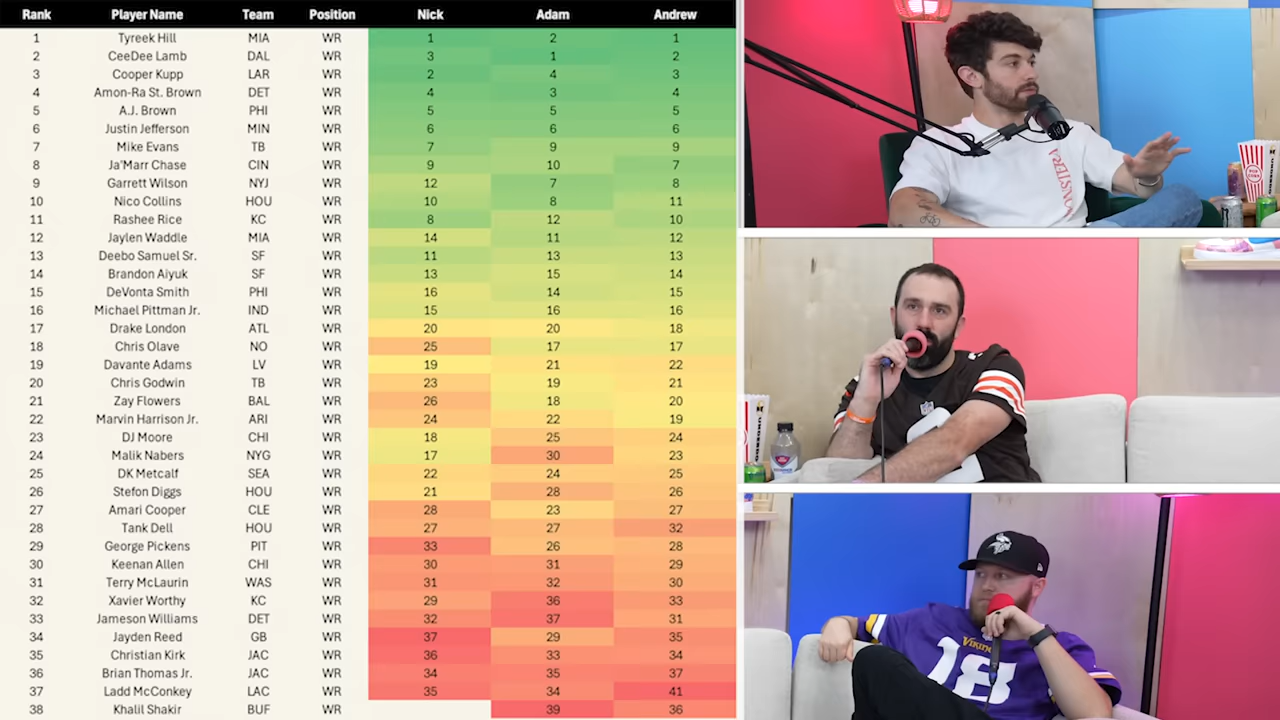 Rank Player Name Team Position Nick Adam Andrew
1 Tyreek Hill MIA WR 1 2 1
2 CeeDee Lamb DAL WR 3 1 2
3 Cooper Kupp LAR WR 2 4 3
4 Amon-Ra St. Brown DET WR 4 3 4
5 A.J. Brown PHI WR 5 5 5
6 Justin Jefferson MIN WR 6 6 6
7 Mike Evans TB WR 7 9 9
8 Ja'Marr Chase CIN WR 9 10 7
9 Garrett Wilson NYJ WR 12 7 8
10 Nico Collins HOU WR 10 8 11
11 Rashee Rice KC WR 8 12 10
12 Jaylen Waddle MIA WR 14 11 12
13 Deebo Samuel Sr. SF WR 11 13 13
14 Brandon Aiyuk SF WR 13 15 14
15 DeVonta Smith PHI WR 16 14 15
16 Michael Pittman Jr. IND WR 15 16 16
17 Drake London ATL WR 20 20 18
18 Chris Olave NO WR 25 17 17
19 Davante Adams LV WR 19 21 22
20 Chris Godwin TB WR 23 19 21
21 Zay Flowers BAL WR 26 18 20
22 Marvin Harrison Jr. ARI WR 24 22 19
23 DJ Moore CHI WR 18 25 24
24 Malik Nabers NYG WR 17 30 23
25 DK Metcalf SEA WR 22 24 25
26 Stefon Diggs HOU WR 21 28 26
27 Amari Cooper CLE WR 28 23 27
28 Tank Dell HOU WR 27 27 32
29 George Pickens PIT WR 33 26 28
30 Keenan Allen CHI WR 30 31 29
31 Terry McLaurin WAS WR 31 32 30
32 Xavier Worthy KC WR 29 36 33
33 Jameson Williams DET WR 32 37 31
34 Jayden Reed GB WR 37 29 35
35 Christian Kirk JAC WR 36 33 34
36 Brian Thomas Jr. JAC WR 34 35 37
37 Ladd McConkey LAC WR 35 34 41
38 Khalil Shakir BUF WR 39 36
18